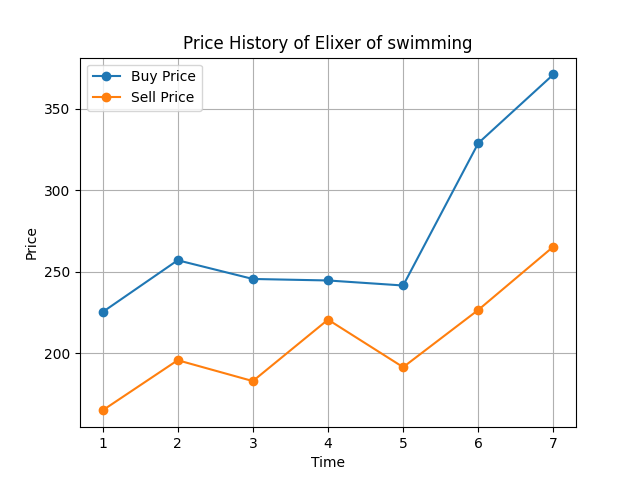 Price History of Elixer of swimming
Buy Price
Sell Price
Price
350
300
250
200
1 2 3 4 5 6 7
Time